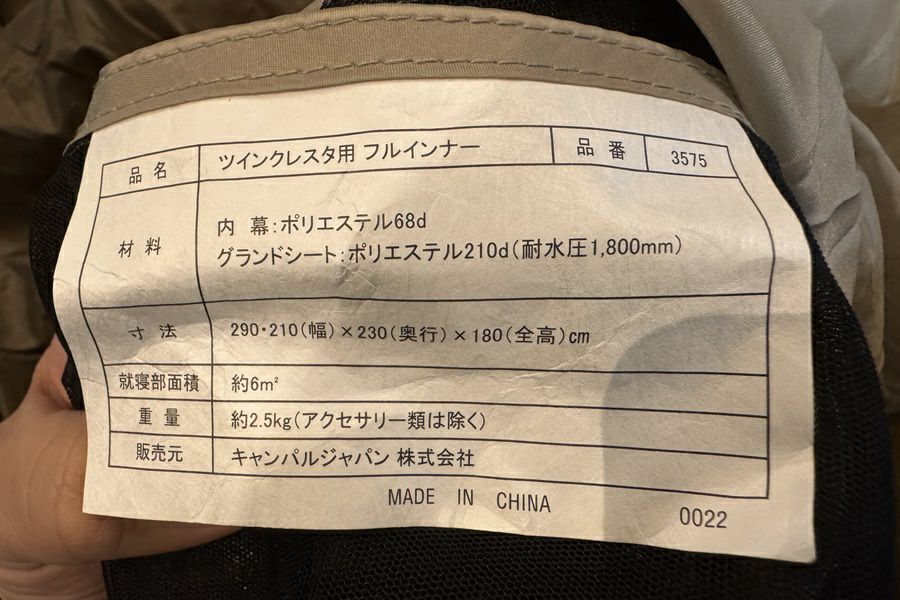 品名 ツインクレスタ用 フルインナー 品番 3575
材料 内 幕:ポリエステル68d
グランドシート:ポリエステル210d(耐水圧1,800mm)
寸法 290・210(幅)×230(奥行)×180(全高)cm
就寝部面積 約6㎡
重量 約2.5kg(アクセサリー類は除く)
販売元 キャンパルジャパン 株式会社
MADE IN CHINA
0022